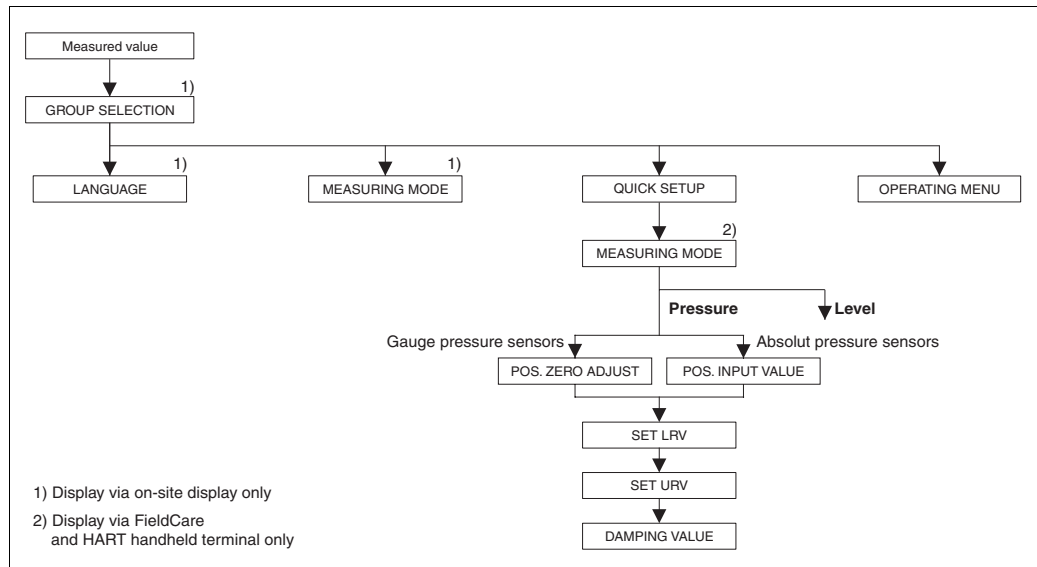 Measured value
1)
GROUP SELECTION
1)
LANGUAGE
1)
MEASURING MODE
QUICK SETUP
OPERATING MENU
2)
MEASURING MODE
Pressure
Level
Gauge pressure sensors
Absolut pressure sensors
POS. ZERO ADJUST
POS. INPUT VALUE
SET LRV
SET URV
DAMPING VALUE
1) Display via on-site display only
2) Display via FieldCare
and HART handheld terminal only